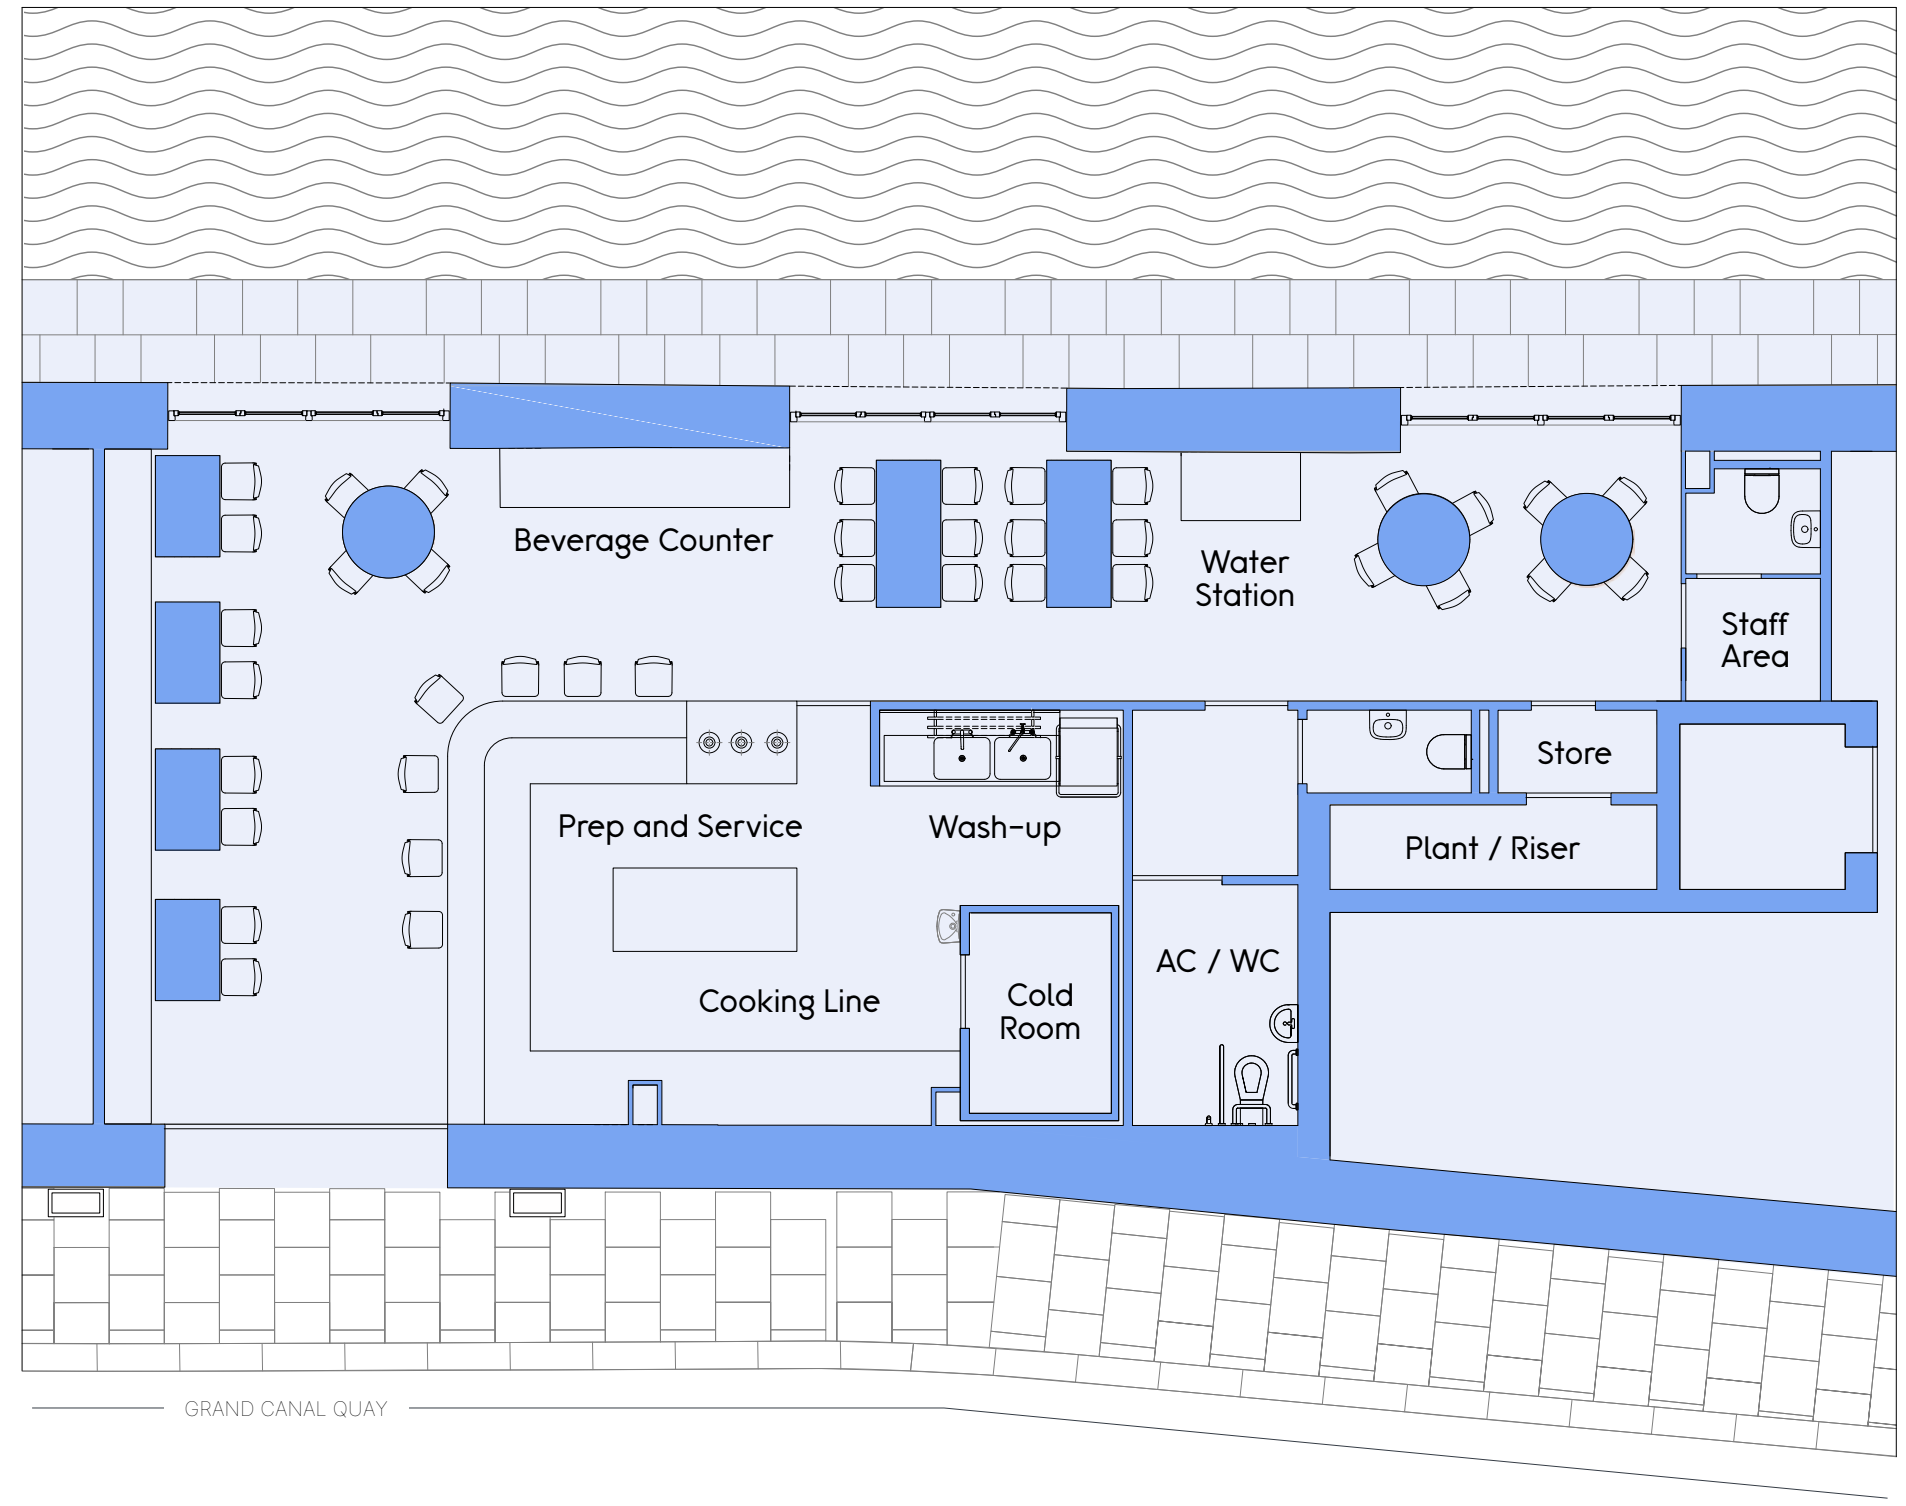 Beverage Counter
Water
Station
Staff
Area
Store
Prep and Service
Wash-up
Plant / Riser
AC / WC
Cooking Line
Cold
Room
GRAND CANAL QUAY